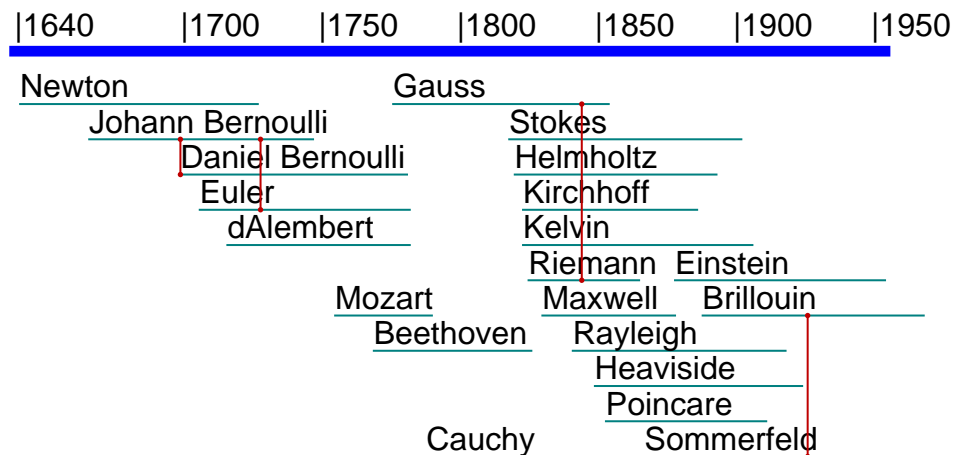 |1640 |1700 |1750 |1800 |1850 |1900 |1950
Newton Gauss
Johann Bernoulli Stokes
Daniel Bernoulli Helmholtz
Euler Kirchhoff
dAlembert Kelvin
Riemann Einstein
Mozart Maxwell Brillouin
Beethoven Rayleigh
Heaviside
Poincare
Cauchy Sommerfeld